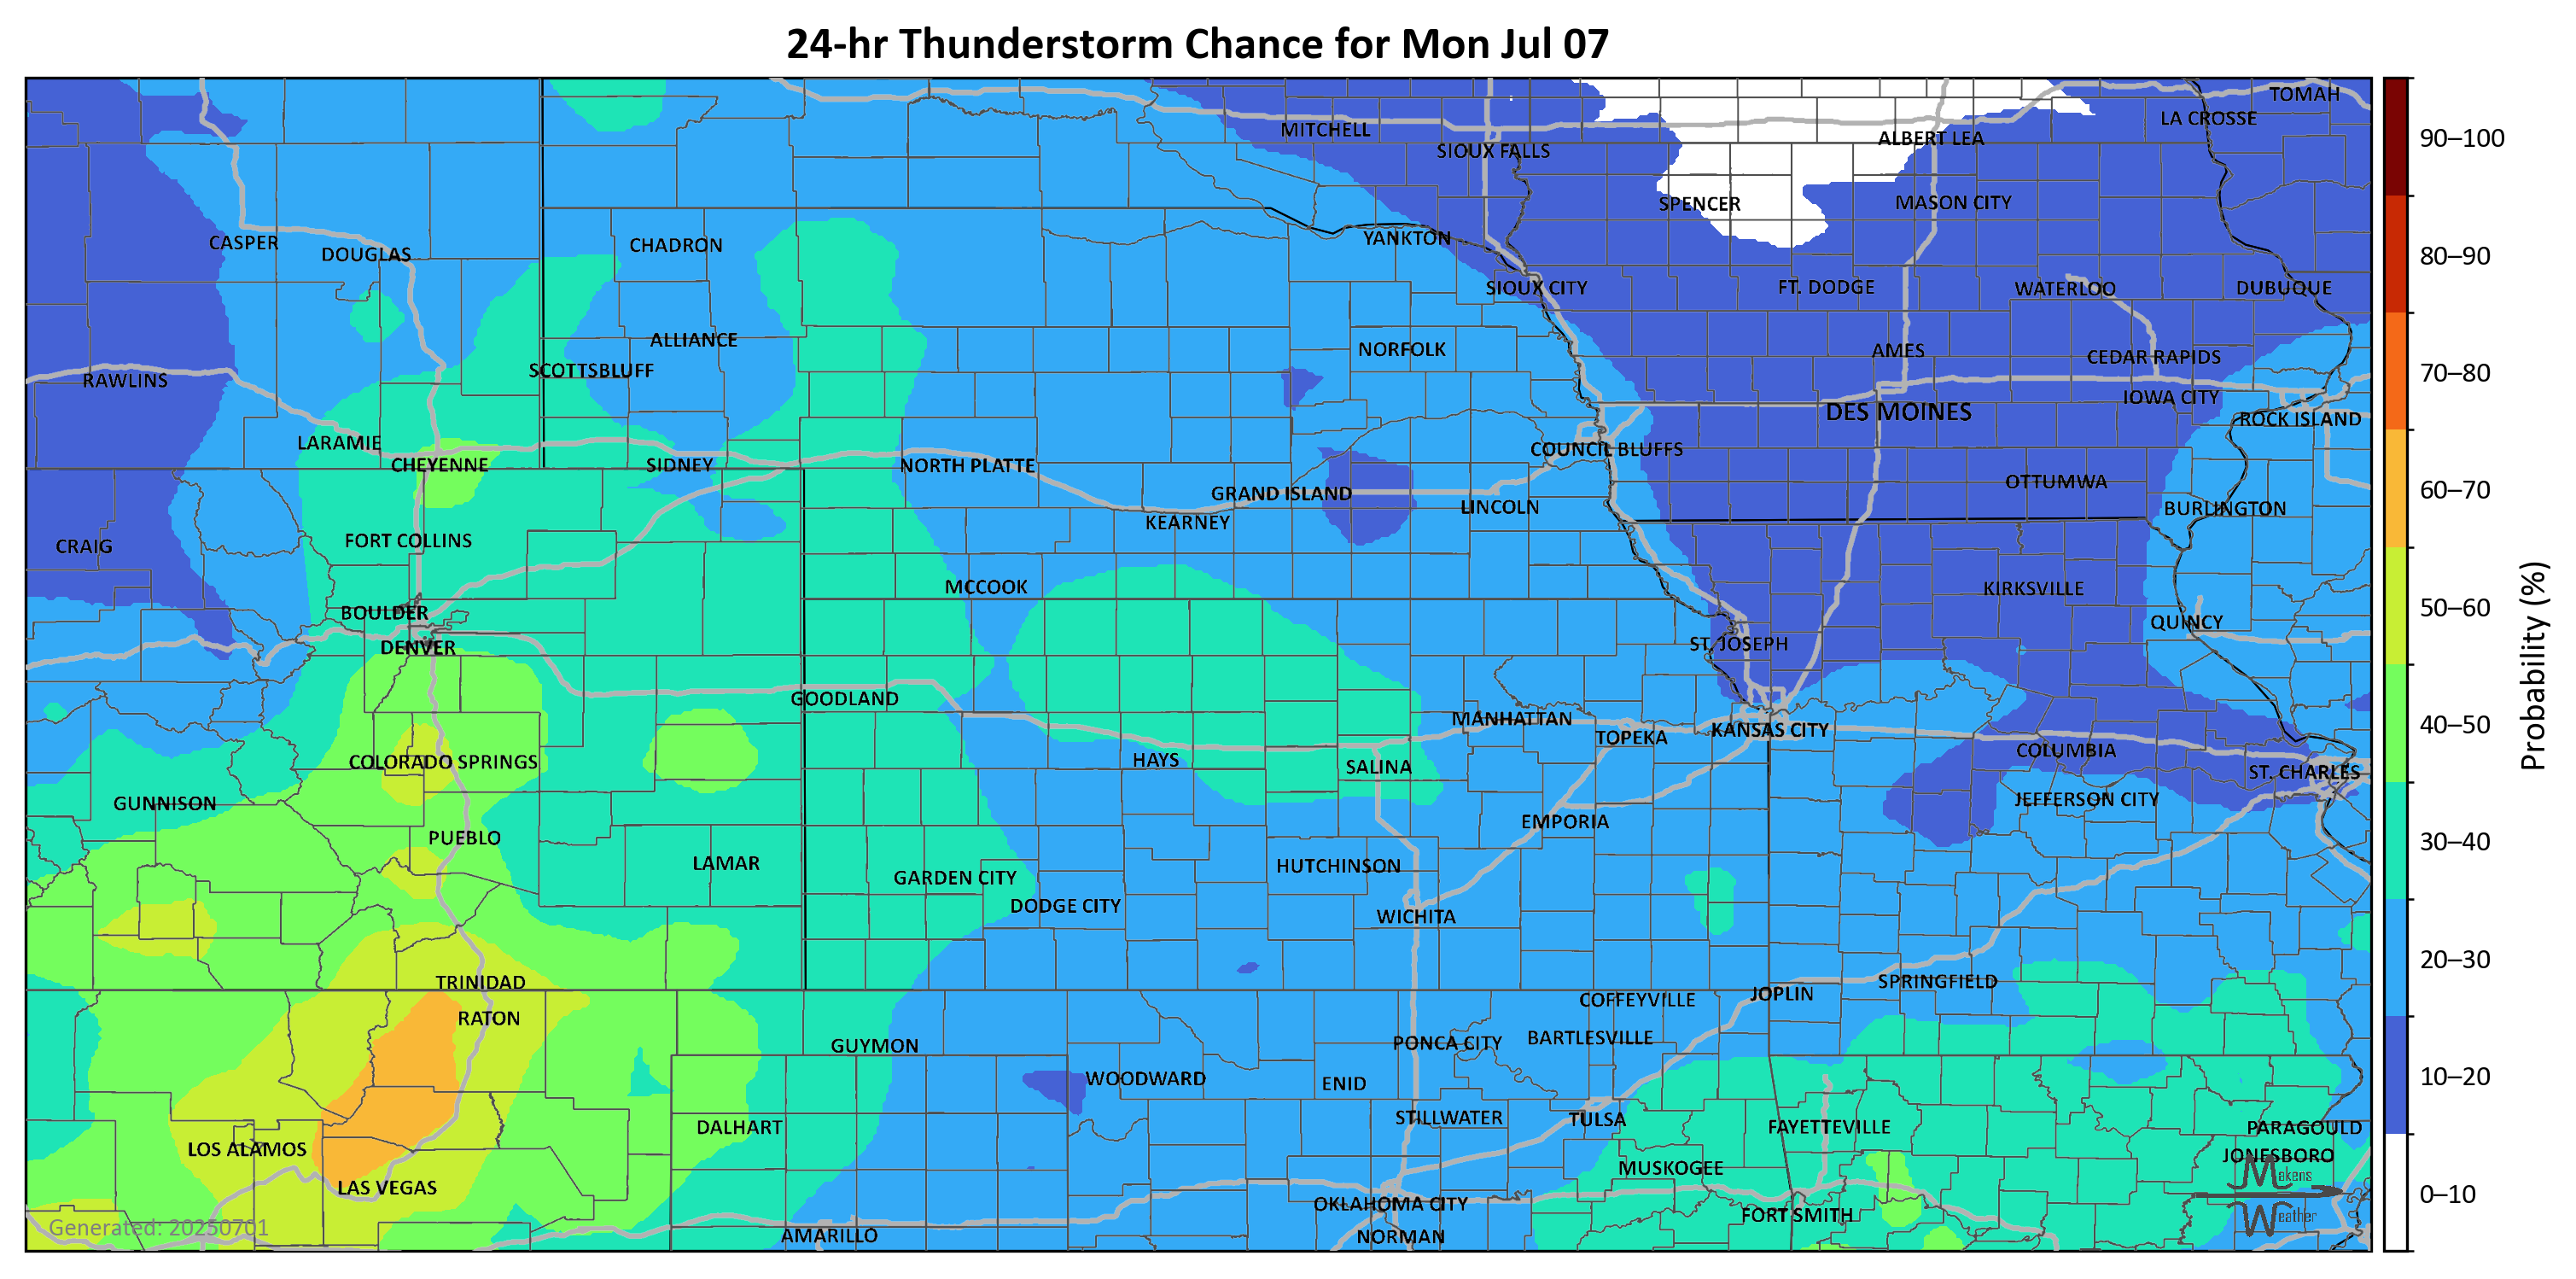 24-hr Thunderstorm Chance for Mon Jul 07
TOMAH
LA CROSSE
MITCHELL
ALBERT LEA
SIOUX FALLS
SPENCER
MASON CITY
CASPER
DOUGLAS
CHADRON
YANKTON
SIOUX CITY
FT. DODGE
WATERLOO
DUBUQUE
ALLIANCE
NORFOLK
AMES
CEDAR RAPIDS
RAWLINS
SCOTTSBLUFF
IOWA CITY
DES MOINES
ROCK ISLAND
LARAMIE
COUNCIL BLUFFS
CHEYENNE
SIDNEY
NORTH PLATTE
OTTUMWA
GRAND ISLAND
LINCOLN
BURLINGTON
KEARNEY
CRAIG
FORT COLLINS
MCCOOK
KIRKSVILLE
BOULDER
QUINCY
DENVER
ST. JOSEPH
GOODLAND
MANHATTAN
TOPEKA
KANSAS CITY
COLUMBIA
COLORADO SPRINGS
HAYS
SALINA
ST. CHARLES
GUNNISON
JEFFERSON CITY
EMPORIA
PUEBLO
LAMAR
HUTCHINSON
GARDEN CITY
DODGE CITY
WICHITA
TRINIDAD
SPRINGFIELD
JOPLIN
COFFEYVILLE
RATON
GUYMON
PONCA CITY
BARTLESVILLE
WOODWARD
ENID
STILLWATER
TULSA
DALHART
FAYETTEVILLE
PARAGOULD
LOS ALAMOS
JONESBORO
MUSKOGEE
LAS VEGAS
OKLAHOMA CITY
FORT SMITH
AMARILLO
NORMAN
Makens
Weather
Generated: 20250701
90–100
80–90
70–80
60–70
50–60
40–50
30–40
20–30
10–20
0–10
Probability (%)